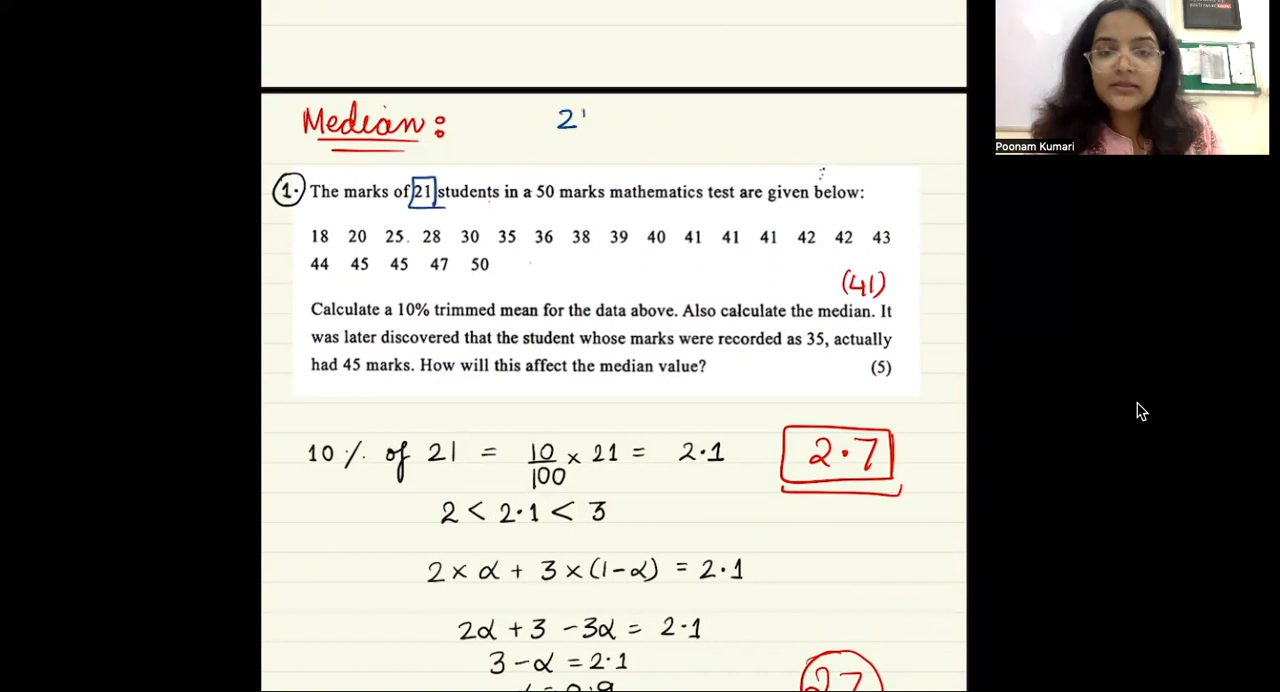 Median:
2'
1. The marks of 21 students in a 50 marks mathematics test are given below:
18 20 25. 28 30 35 36 38 39 40 41 41 41 42 42 43
44 45 45 47 50
(41)
Calculate a 10% trimmed mean for the data above. Also calculate the median. It
was later discovered that the student whose marks were recorded as 35, actually
had 45 marks. How will this affect the median value? (5)
10 % of 21 = 10/100 × 21 = 2.1
2.7
2 < 2.1 < 3
2 × α + 3 × (1-α) = 2.1
2α + 3 - 3α = 2.1
3 - α = 2.1
27
Poonam Kumari